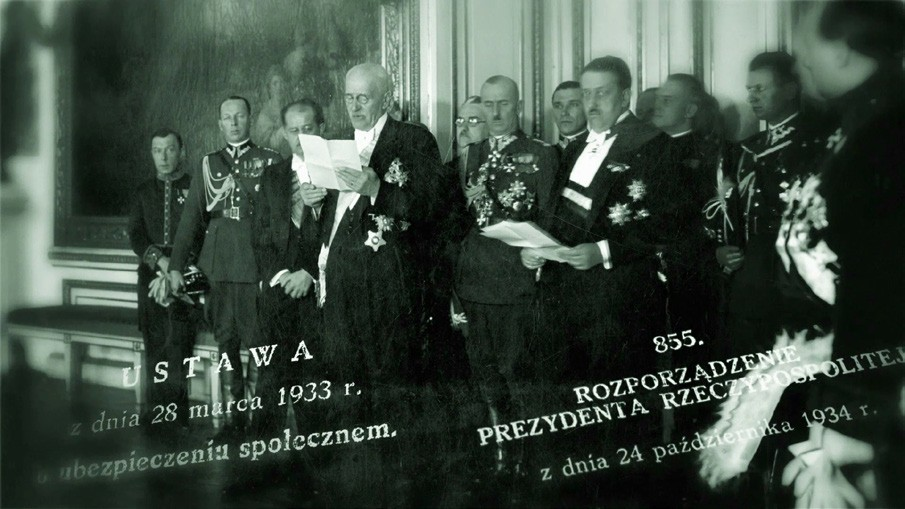 USTAWA
z dnia 28 marca 1933 r.
o ubezpieczeniu społecznem.
855.
ROZPORZĄDZENIE
PREZYDENTA RZECZYPOSPOLITEJ
z dnia 24 października 1934 r.